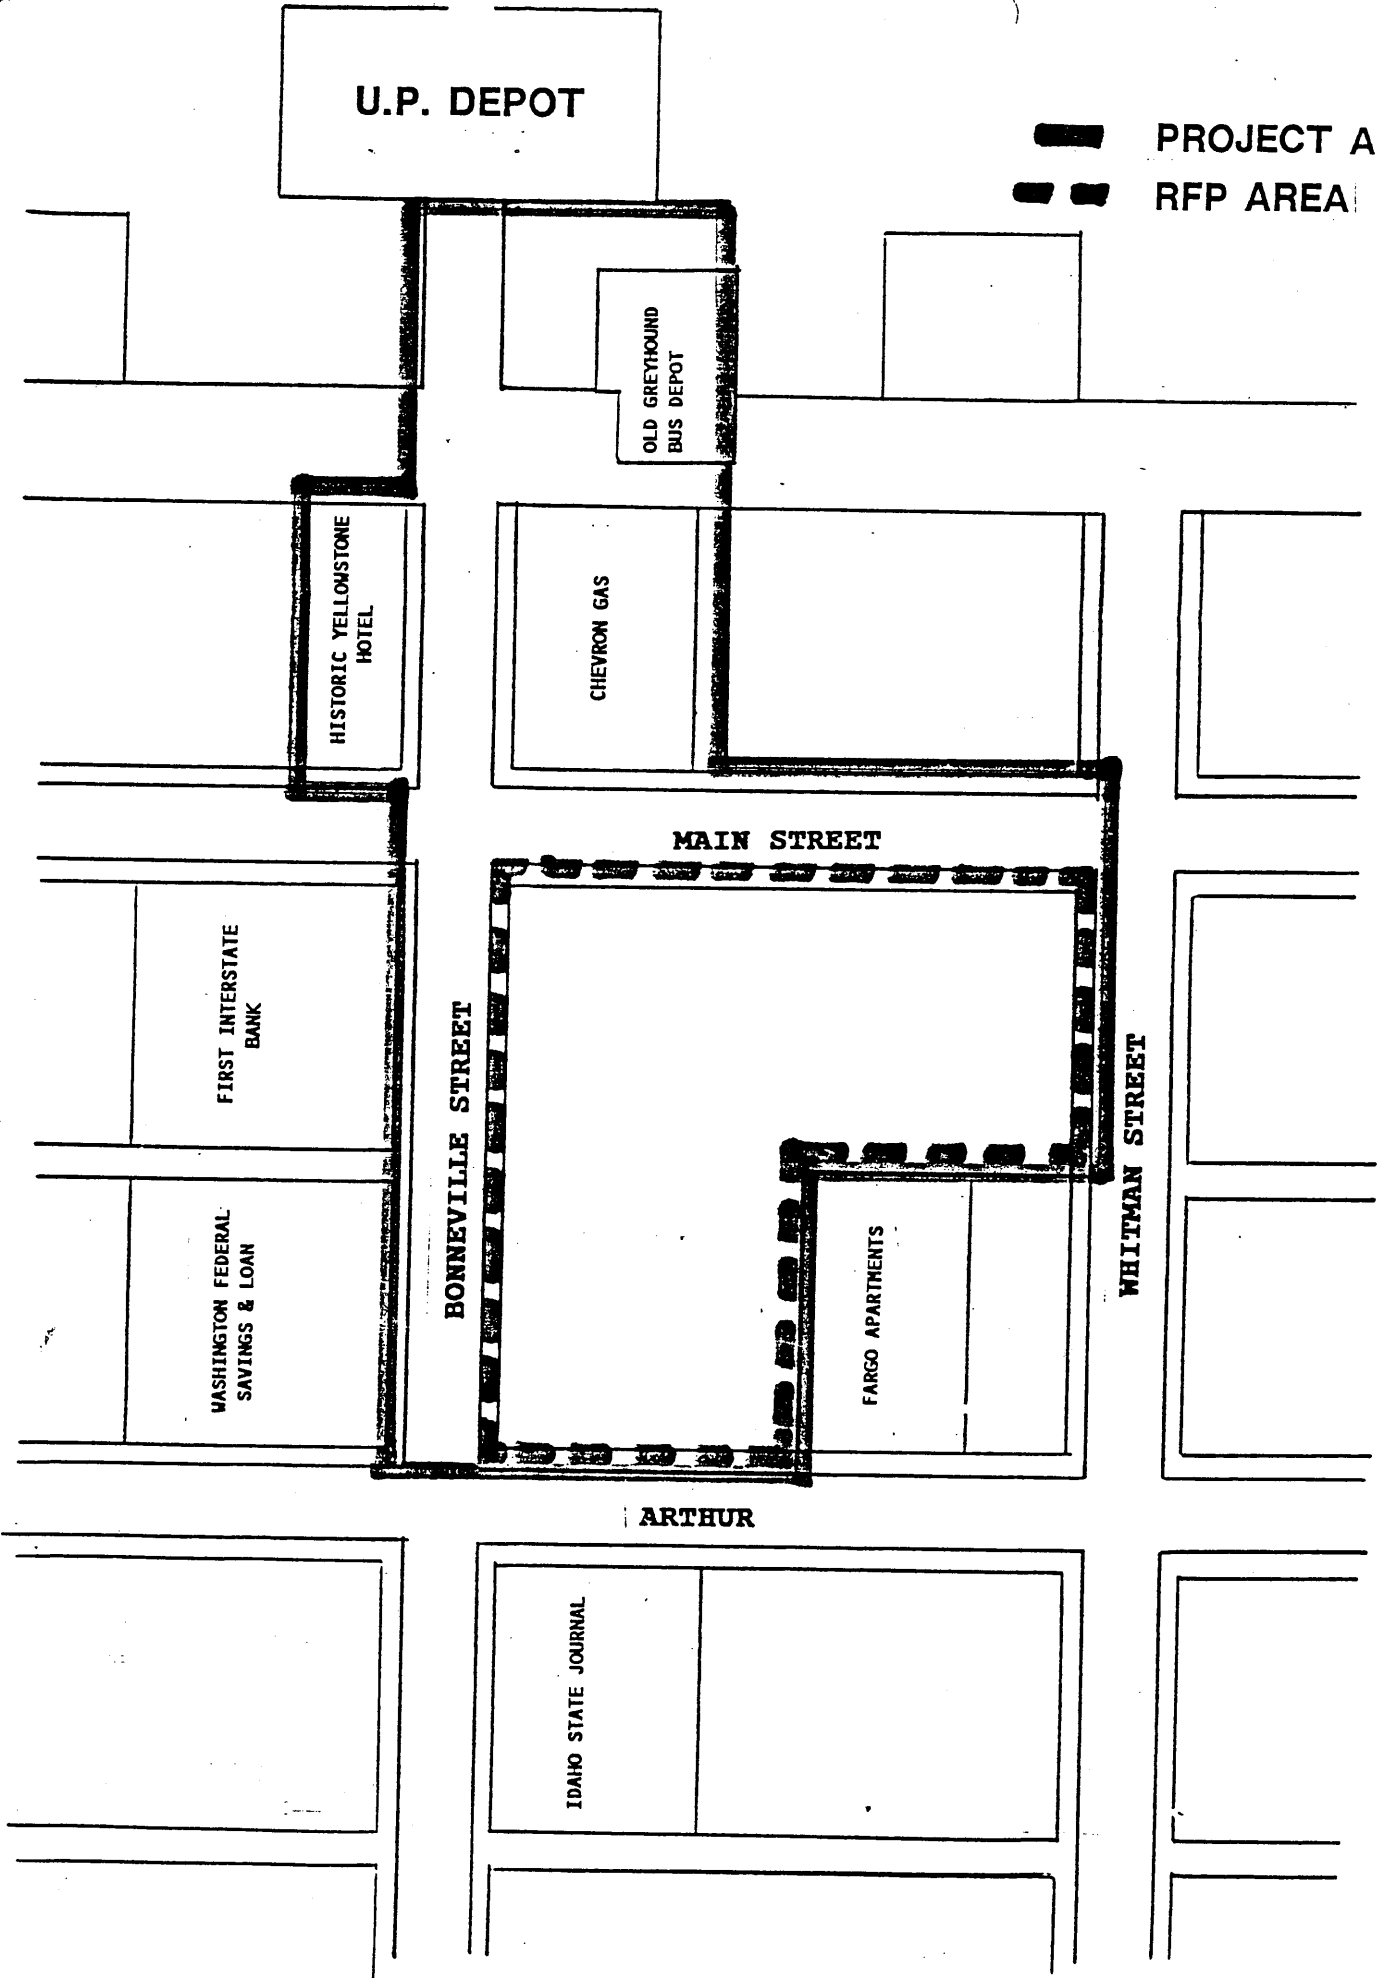 U.P. DEPOT
PROJECT A
RFP AREA
OLD GREYHOUND
BUS DEPOT
HISTORIC YELLOWSTONE
HOTEL
CHEVRON GAS
MAIN STREET
FIRST INTERSTATE
BANK
BONNEVILLE STREET
WHITMAN STREET
WASHINGTON FEDERAL
SAVINGS & LOAN
FARGO APARTMENTS
ARTHUR
IDAHO STATE JOURNAL